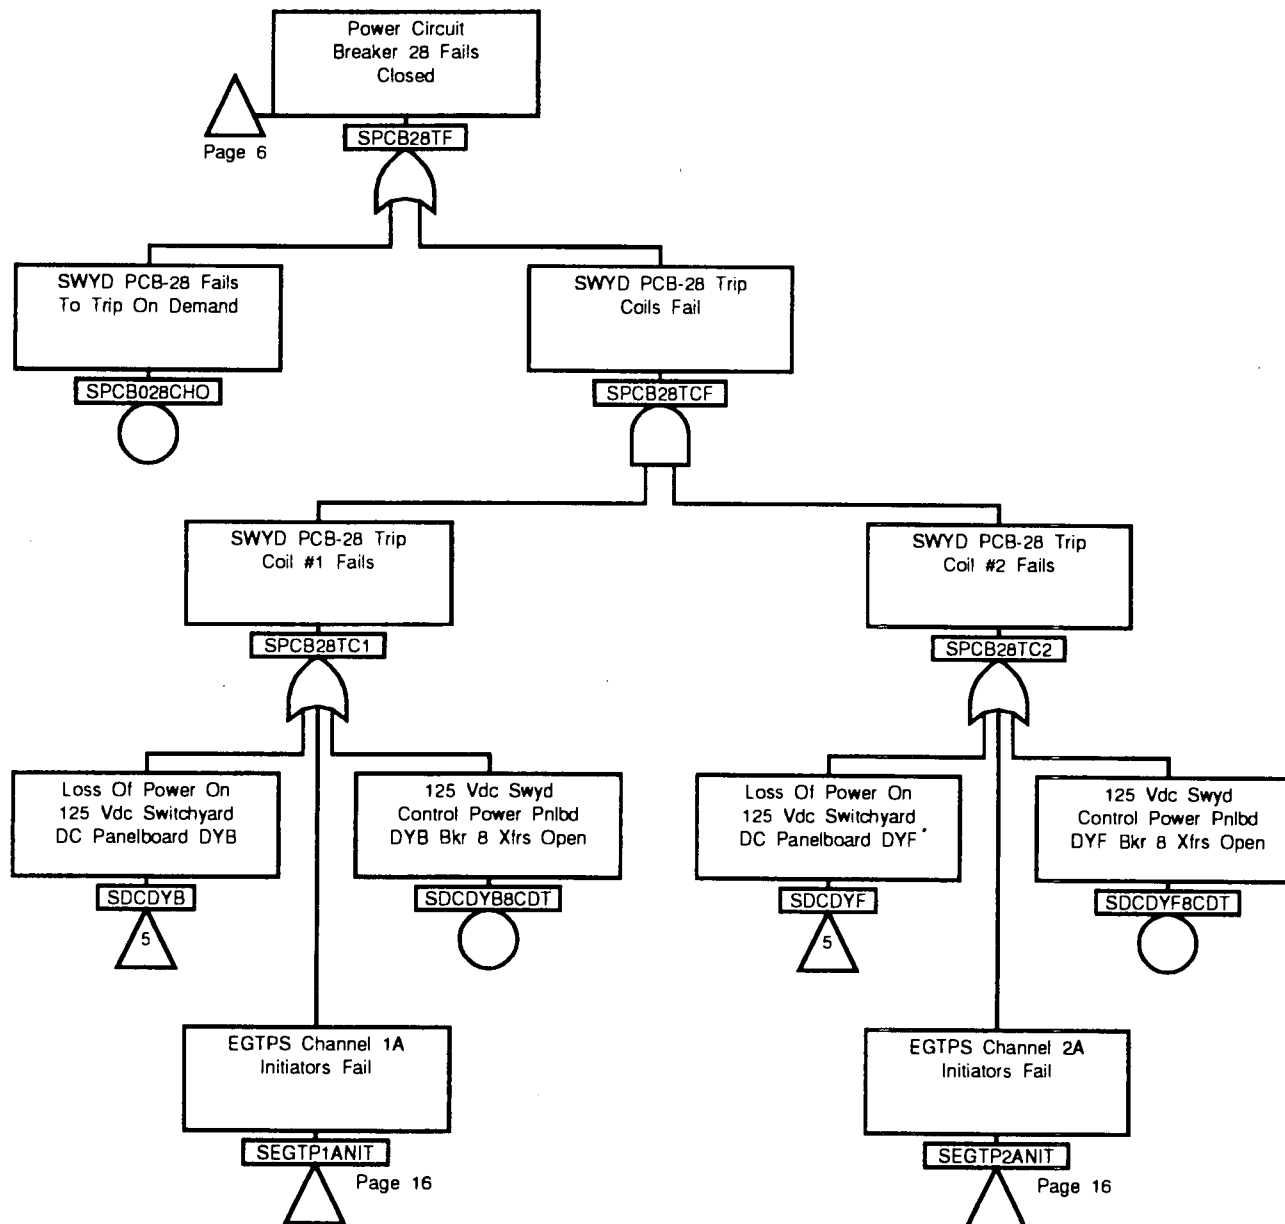 Power Circuit
Breaker 28 Fails
Closed
Page 6
SPCB28TF
SWYD PCB-28 Fails
To Trip On Demand
SPCB028CHO
SWYD PCB-28 Trip
Coils Fail
SPCB28TCF
SWYD PCB-28 Trip
Coil #1 Fails
SPCB28TC1
SWYD PCB-28 Trip
Coil #2 Fails
SPCB28TC2
Loss Of Power On
125 Vdc Switchyard
DC Panelboard DYB
SDCDYB
5
125 Vdc Swyd
Control Power Pnlbd
DYB Bkr 8 Xfrs Open
SDCDYB8CDT
Loss Of Power On
125 Vdc Switchyard
DC Panelboard DYF
SDCDYF
5
125 Vdc Swyd
Control Power Pnlbd
DYF Bkr 8 Xfrs Open
SDCDYF8CDT
EGTPS Channel 1A
Initiators Fail
SEGTP1ANIT
Page 16
EGTPS Channel 2A
Initiators Fail
SEGTP2ANIT
Page 16